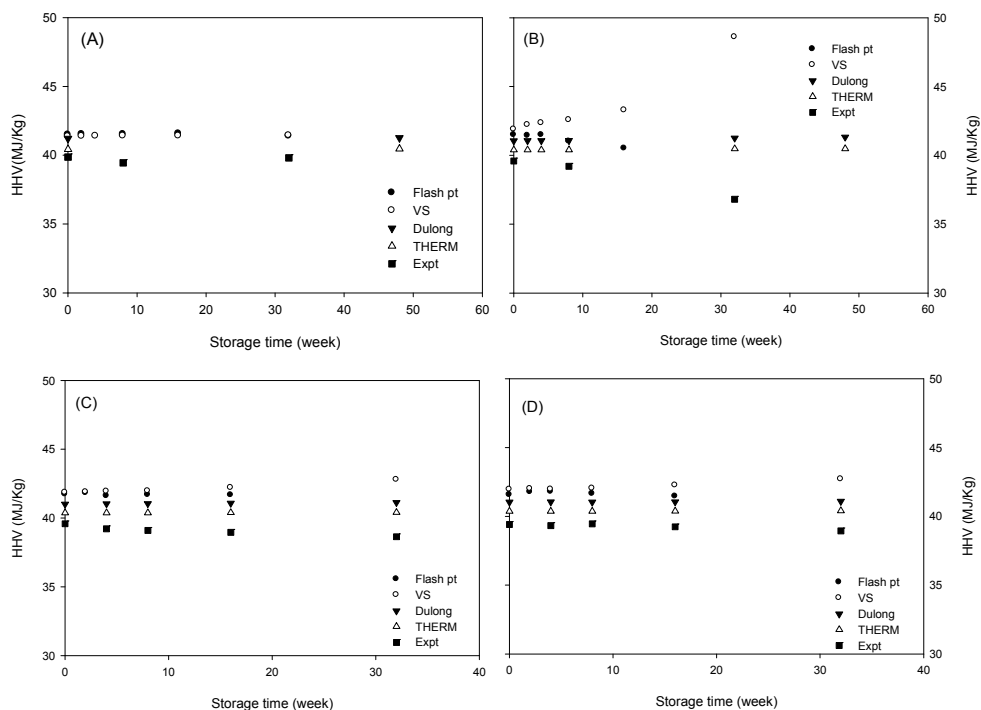 (A)
50
45
40
35
30
HHV(MJ/Kg)
Flash pt
VS
Dulong
THERM
Expt
0 10 20 30 40 50 60
Storage time (week)
(B)
50
45
40
35
30
HHV (MJ/Kg)
Flash pt
VS
Dulong
THERM
Expt
0 10 20 30 40 50 60
Storage time (week)
(C)
50
45
40
35
30
HHV (MJ/Kg)
Flash pt
VS
Dulong
THERM
Expt
0 10 20 30 40
Storage time (week)
(D)
50
45
40
35
30
HHV (MJ/Kg)
Flash pt
VS
Dulong
THERM
Expt
0 10 20 30 40
Storage time (week)